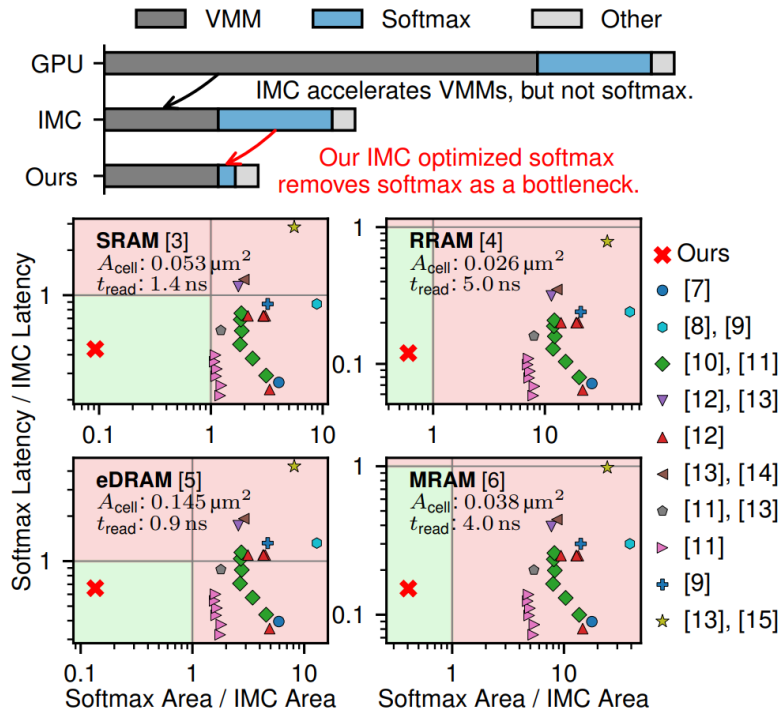 VMM Softmax Other
GPU
IMC accelerates VMMs, but not softmax.
IMC
Ours
Our IMC optimized softmax
removes softmax as a bottleneck.
Softmax Latency / IMC Latency
SRAM [3]
A_cell: 0.053 μm²
t_read: 1.4 ns
1
0.1 1 10
RRAM [4]
A_cell: 0.026 μm²
t_read: 5.0 ns
1
0.1
1 10
eDRAM [5]
A_cell: 0.145 μm²
t_read: 0.9 ns
1
0.1 1 10
Softmax Area / IMC Area
MRAM [6]
A_cell: 0.038 μm²
t_read: 4.0 ns
1
0.1
1 10
Softmax Area / IMC Area
Ours
[7]
[8], [9]
[10], [11]
[12], [13]
[12]
[13], [14]
[11], [13]
[11]
[9]
[13], [15]